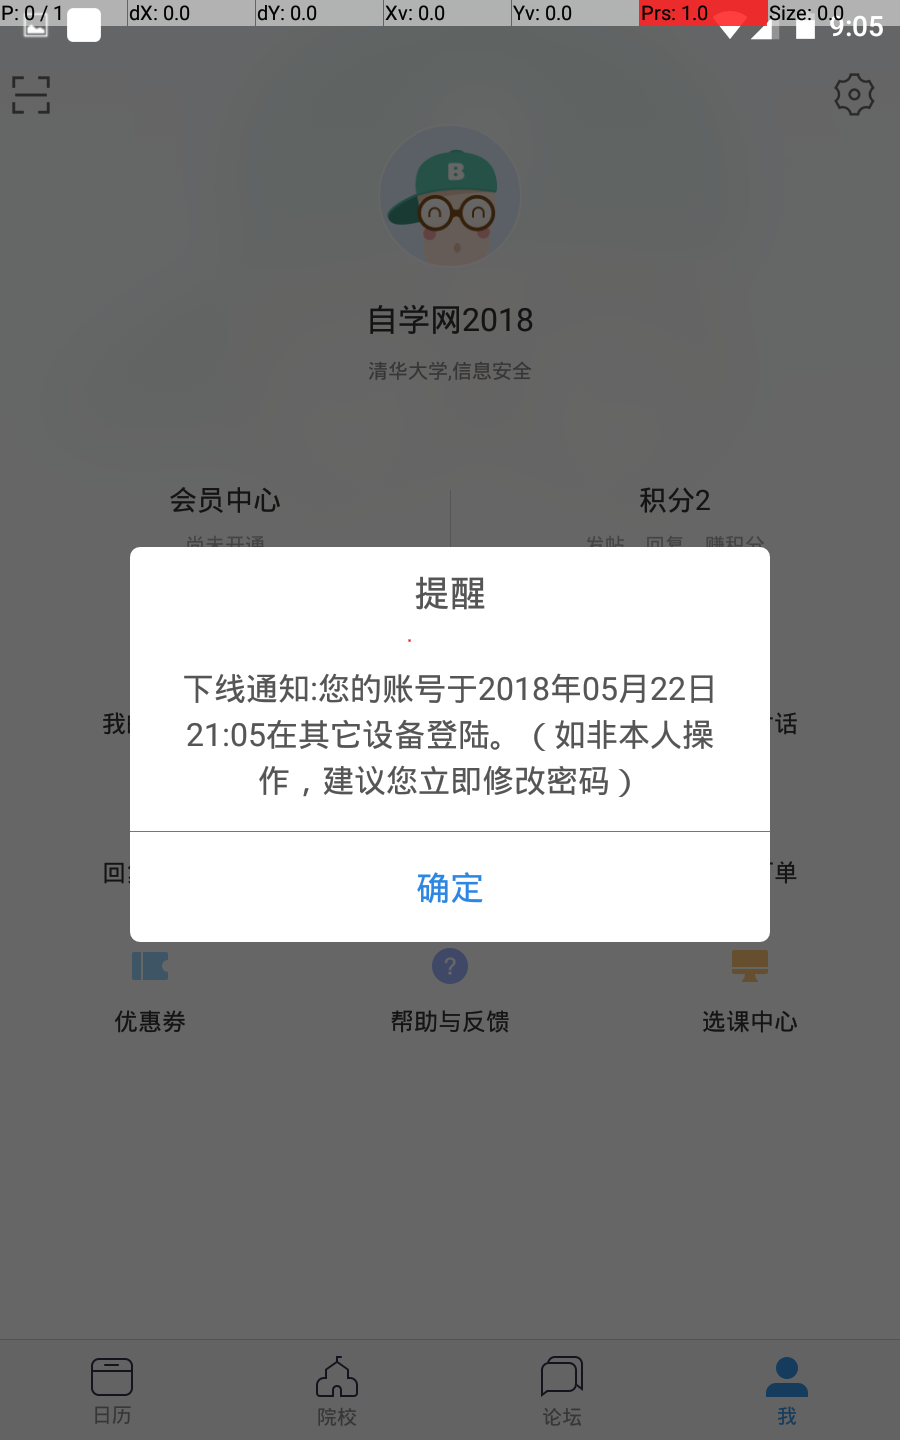 P: 0 / 1 dX: 0.0 dY: 0.0 Xv: 0.0 Yv: 0.0 Prs: 1.0 Size: 0.0
9:05
B
自学网2018
清华大学,信息安全
会员中心 积分2
尚未开通 发帖、回复、赚积分
提醒
下线通知:您的账号于2018年05月22日
21:05在其它设备登陆。（如非本人操
作，建议您立即修改密码）
我 话
回 单
确定
?
优惠券 帮助与反馈 选课中心
日历 院校 论坛 我